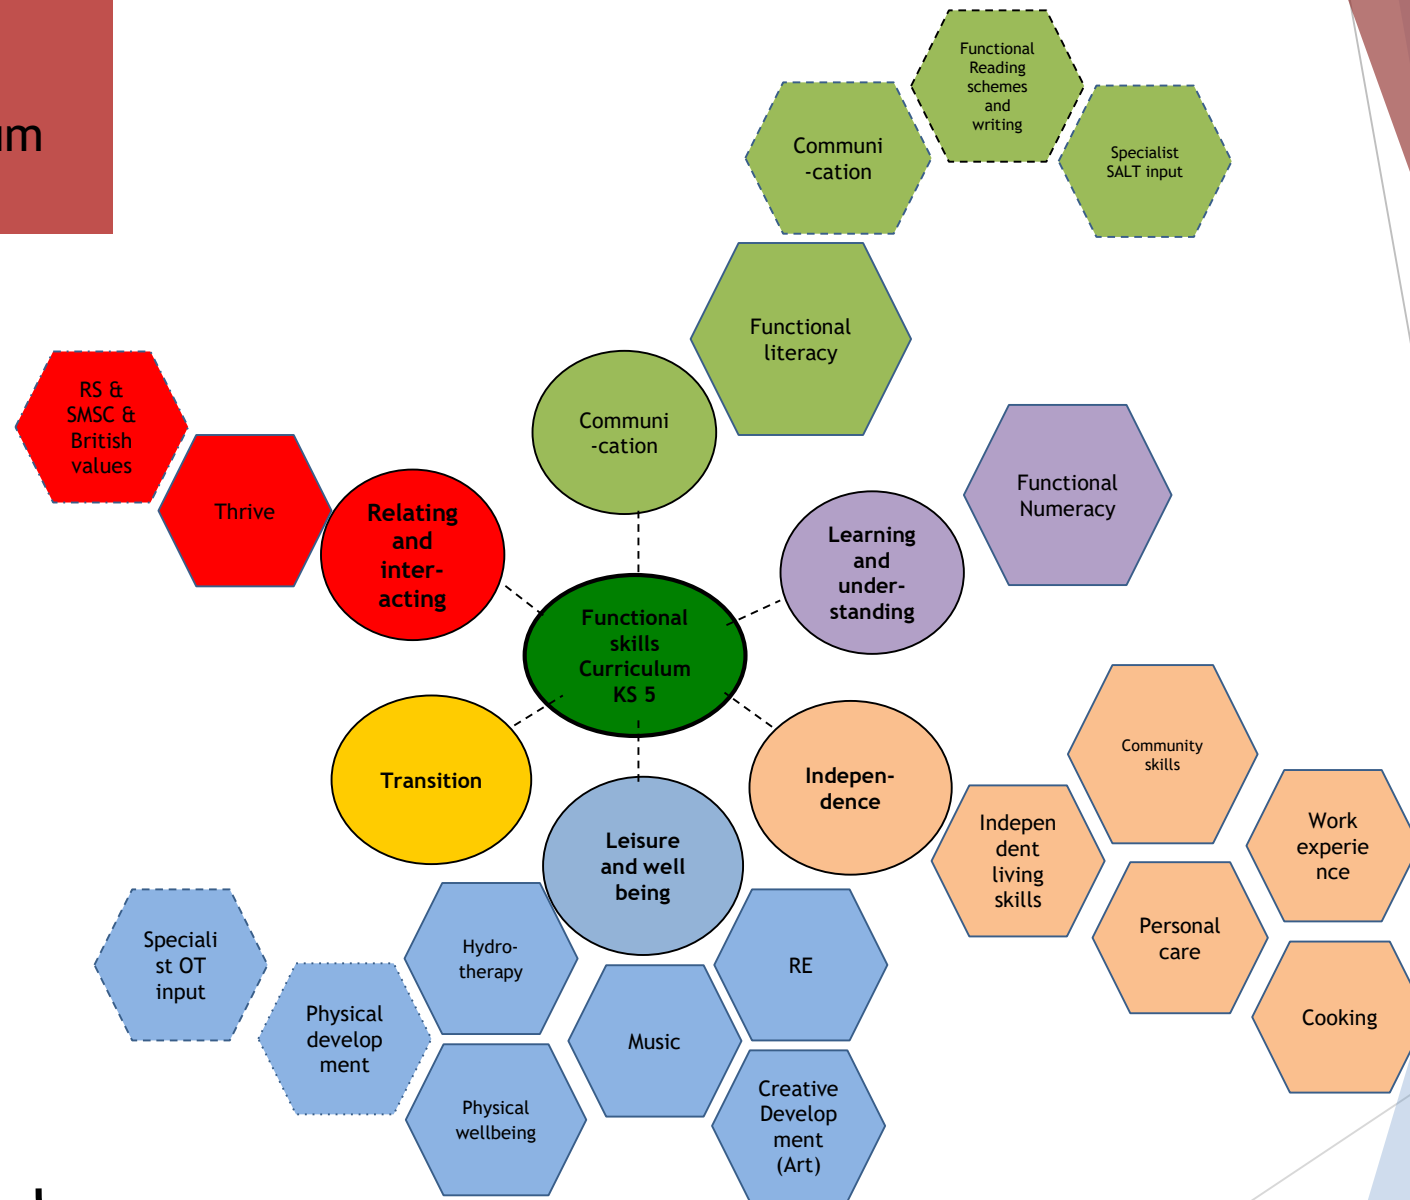 um
Functional
Reading
schemes
and
writing
Communi
-cation
Specialist
SALT input
Functional
literacy
RS &
SMSC &
British
values
Thrive
Relating
and
inter-
acting
Communi
-cation
Learning
and
under-
standing
Functional
Numeracy
Functional
skills
Curriculum
KS 5
Transition
Leisure
and well
being
Indepen-
dence
Community
skills
Indepen
dent
living
skills
Work
experie
nce
Personal
care
Cooking
Speciali
st OT
input
Physical
develop
ment
Hydro-
therapy
Physical
wellbeing
Music
RE
Creative
Develop
ment
(Art)